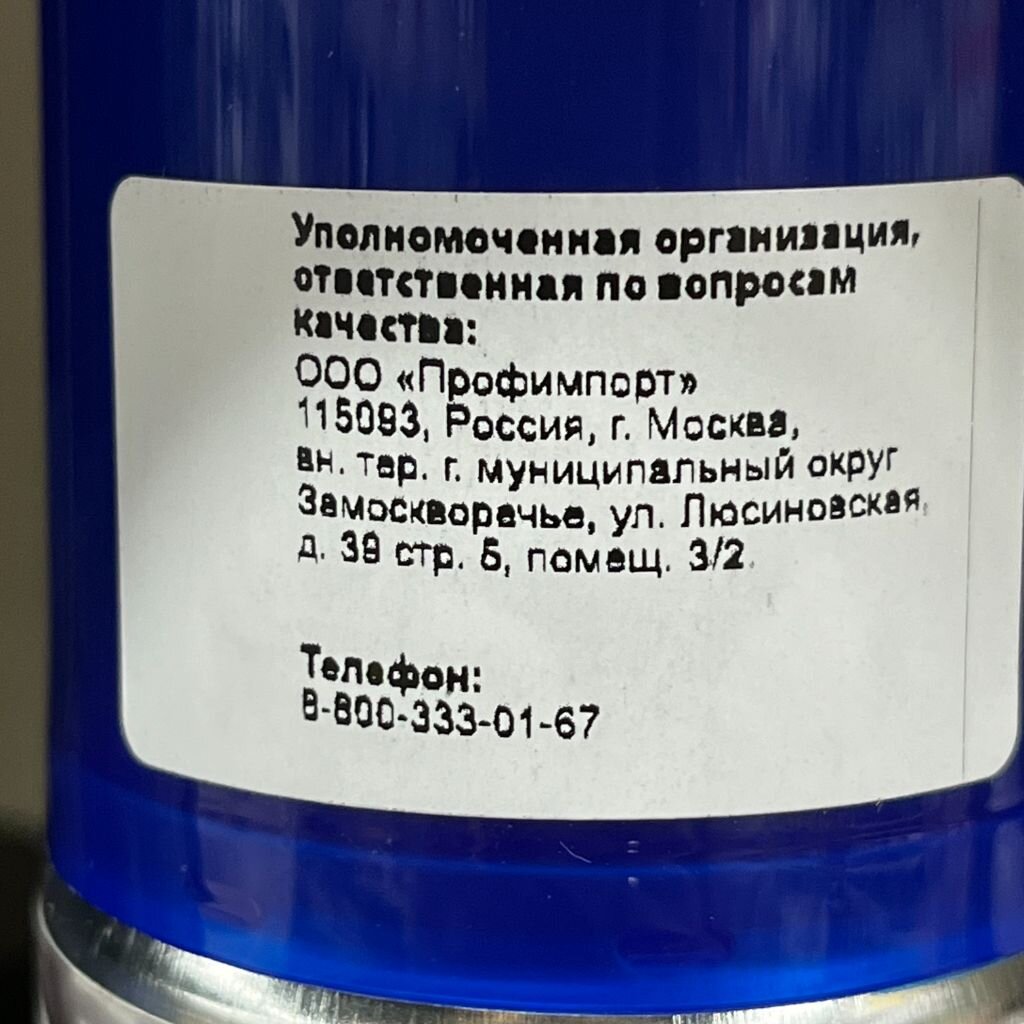 Уполномоченная организация,
ответственная по вопросам
качества:
ООО «Профимпорт»
115093, Россия, г. Москва,
вн. тер. г. муниципальный округ
Замоскворечье, ул. Люсиновская,
д. 39 стр. 5, помещ. 3/2.
Телефон:
8-800-333-01-67